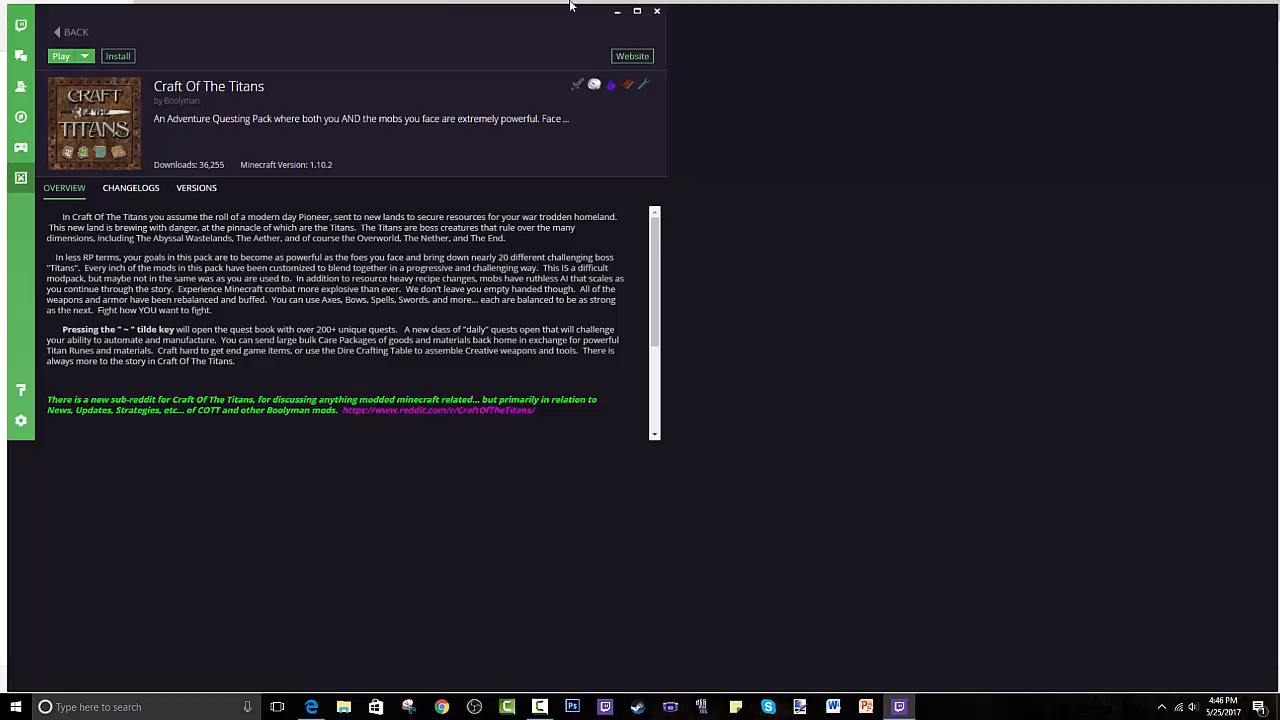 BACK
Play
Install
Website
CRAFT
OF THE
TITANS
Craft Of The Titans
by Boolyman
An Adventure Questing Pack where both you AND the mobs you face are extremely powerful. Face ...
Downloads: 36,255
Minecraft Version: 1.10.2
OVERVIEW
CHANGELOGS
VERSIONS
In Craft Of The Titans you assume the roll of a modern day Pioneer, sent to new lands to secure resources for your war trodden homeland.
This new land is brewing with danger, at the pinnacle of which are the Titans. The Titans are boss creatures that rule over the many
dimensions, including The Abyssal Wastelands, The Aether, and of course the Overworld, The Nether, and The End.
In less RP terms, your goals in this pack are to become as powerful as the foes you face and bring down nearly 20 different challenging boss
"Titans". Every inch of the mods in this pack have been customized to blend together in a progressive and challenging way. This IS a difficult
modpack, but maybe not in the same was as you are used to. In addition to resource heavy recipe changes, mobs have ruthless AI that scales as
you continue through the story. Experience Minecraft combat more explosive than ever. We don't leave you empty handed though. All of the
weapons and armor have been rebalanced and buffed. You can use Axes, Bows, Spells, Swords, and more... each are balanced to be as strong
as the next. Fight how YOU want to fight.
Pressing the " ~ " tilde key will open the quest book with over 200+ unique quests. A new class of "daily" quests open that will challenge
your ability to automate and manufacture. You can send large bulk Care Packages of goods and materials back home in exchange for powerful
Titan Runes and materials. Craft hard to get end game items, or use the Dire Crafting Table to assemble Creative weapons and tools. There is
always more to the story in Craft Of The Titans.
There is a new sub-reddit for Craft Of The Titans, for discussing anything modded minecraft related... but primarily in relation to
News, Updates, Strategies, etc... of COTT and other Boolyman mods. https://www.reddit.com/r/CraftOfTheTitans/
Type here to search
4:46 PM
5/25/2017